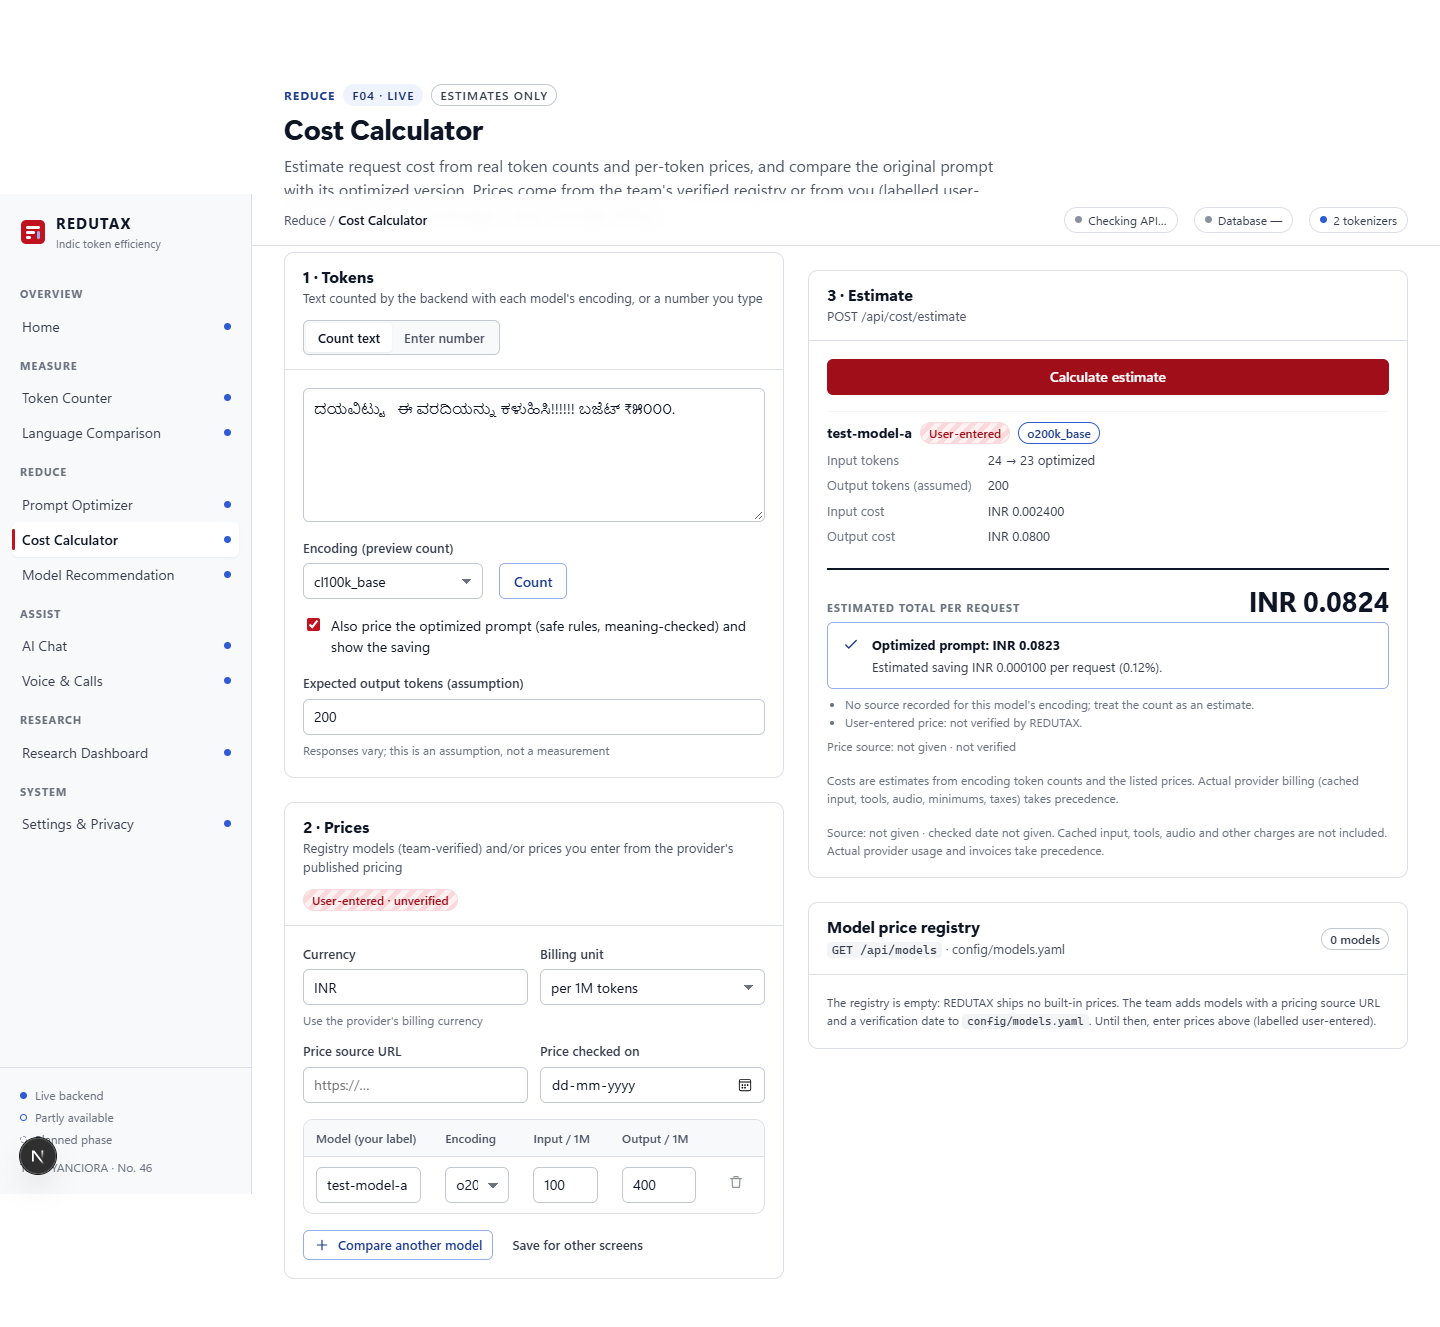 REDUCE F04 · LIVE ESTIMATES ONLY
Cost Calculator
Estimate request cost from real token counts and per-token prices, and compare the original prompt
with its optimized version. Prices come from the team's verified registry or from you (labelled user-
REDUTAX
Indic token efficiency
OVERVIEW
Home
MEASURE
Token Counter
Language Comparison
REDUCE
Prompt Optimizer
Cost Calculator
Model Recommendation
ASSIST
AI Chat
Voice & Calls
RESEARCH
Research Dashboard
SYSTEM
Settings & Privacy
Live backend
Partly available
N
· No. 46
Reduce / Cost Calculator
Checking API...
Database —
2 tokenizers
1 · Tokens
Text counted by the backend with each model's encoding, or a number you type
Count text Enter number
ದಯವಿಟ್ಟು ಈ ವರದಿಯನ್ನು ಕಳುಹಿಸಿ!!!!!! ಬಜೆಟ್ ₹೫೦೦೦.
Encoding (preview count)
cl100k_base Count
Also price the optimized prompt (safe rules, meaning-checked) and
show the saving
Expected output tokens (assumption)
200
Responses vary; this is an assumption, not a measurement
2 · Prices
Registry models (team-verified) and/or prices you enter from the provider's
published pricing
User-entered · unverified
Currency Billing unit
INR per 1M tokens
Use the provider's billing currency
Price source URL Price checked on
https://... dd-mm-yyyy
Model (your label) Encoding Input / 1M Output / 1M
test-model-a o20 100 400
+ Compare another model Save for other screens
3 · Estimate
POST /api/cost/estimate
Calculate estimate
test-model-a User-entered o200k_base
Input tokens 24 → 23 optimized
Output tokens (assumed) 200
Input cost INR 0.002400
Output cost INR 0.0800
ESTIMATED TOTAL PER REQUEST INR 0.0824
Optimized prompt: INR 0.0823
Estimated saving INR 0.000100 per request (0.12%).
• No source recorded for this model's encoding; treat the count as an estimate.
• User-entered price: not verified by REDUTAX.
Price source: not given · not verified
Costs are estimates from encoding token counts and the listed prices. Actual provider billing (cached
input, tools, audio, minimums, taxes) takes precedence.
Source: not given · checked date not given. Cached input, tools, audio and other charges are not included.
Actual provider usage and invoices take precedence.
Model price registry
GET /api/models · config/models.yaml
0 models
The registry is empty: REDUTAX ships no built-in prices. The team adds models with a pricing source URL
and a verification date to config/models.yaml. Until then, enter prices above (labelled user-entered).